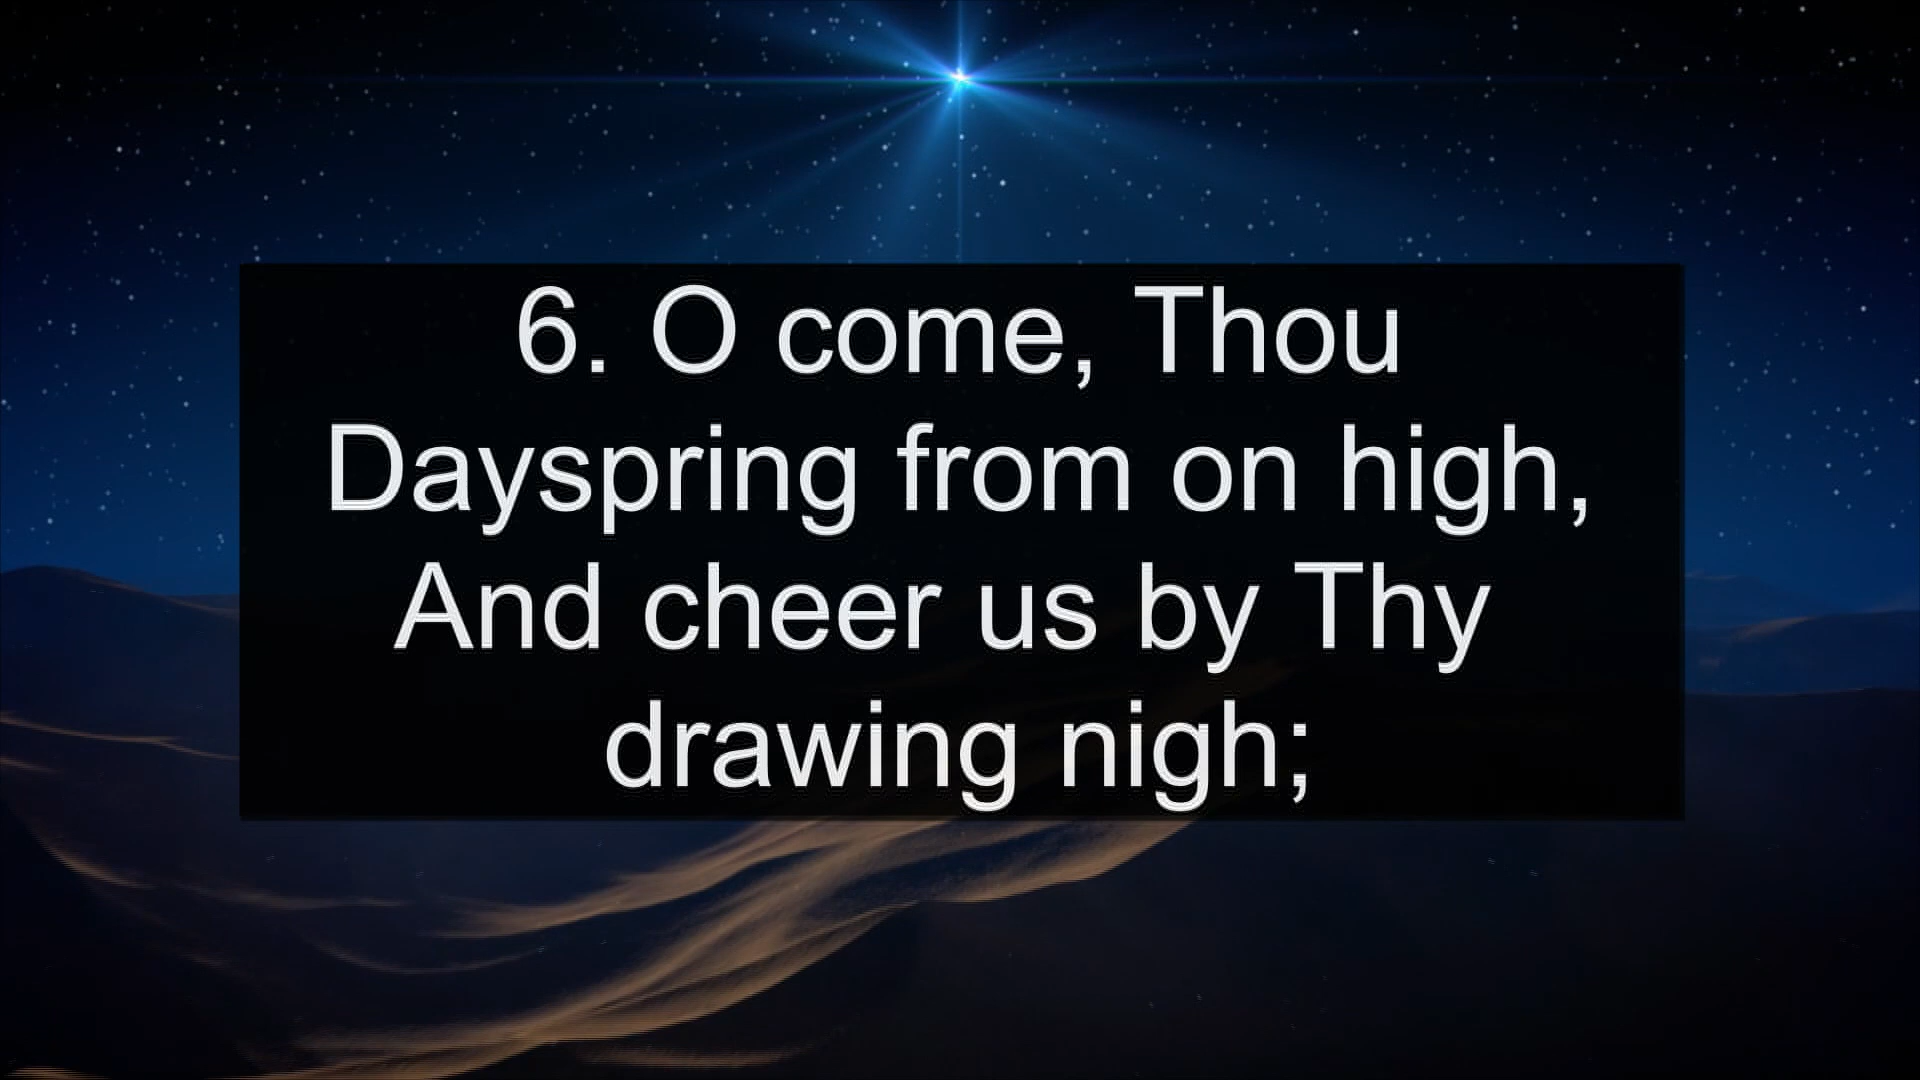 6. O come, Thou
Dayspring from on high,
And cheer us by Thy
drawing nigh;